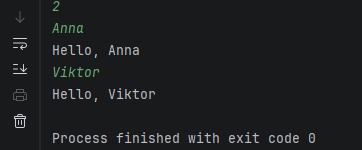 2
Anna
Hello, Anna
Viktor
Hello, Viktor
Process finished with exit code 0